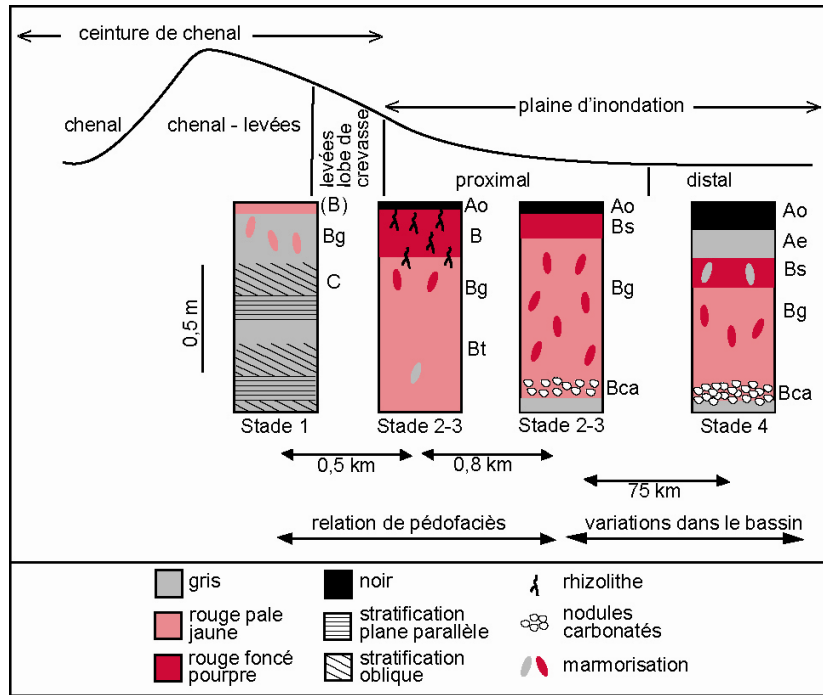 ceinture de chenal
plaine d'inondation
chenal
chenal - levées
levées
lobe de
crevasse
proximal
distal
(B)
Bg
C
0,5 m
Stade 1
Ao
B
Bg
Bt
Stade 2-3
Ao
Bs
Bg
Bca
Stade 2-3
Ao
Ae
Bs
Bg
Bca
Stade 4
0,5 km
0,8 km
75 km
relation de pédofaciès
variations dans le bassin
gris
noir
rhizolithe
rouge pale
jaune
stratification
plane parallèle
nodules
carbonatés
rouge foncé
pourpre
stratification
oblique
marmorisation